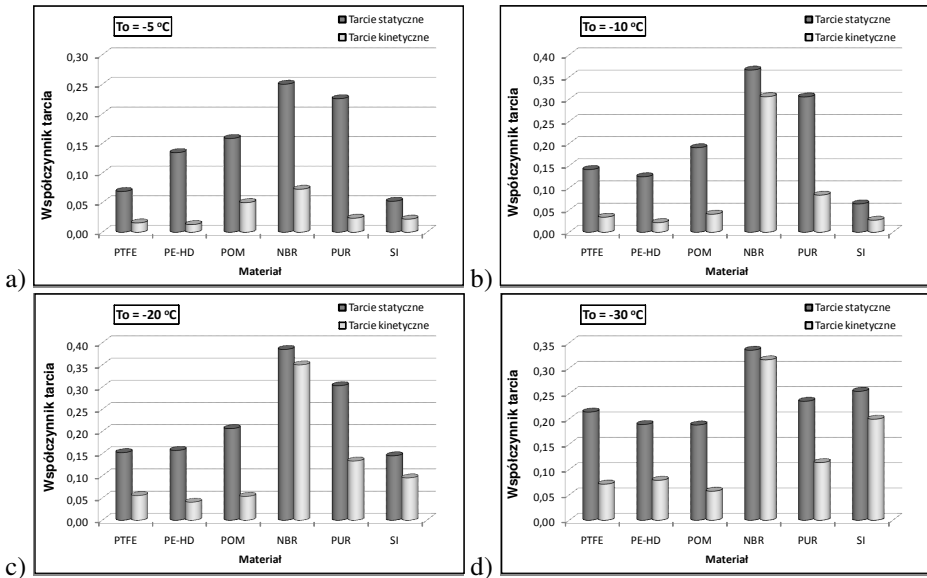 To = -5 °C
Tarcie statyczne
Tarcie kinetyczne
Współczynnik tarcia
0,30
0,25
0,20
0,15
0,10
0,05
0,00
PTFE PE-HD POM NBR PUR SI
Materiał
a)
To = -10 °C
Tarcie statyczne
Tarcie kinetyczne
Współczynnik tarcia
0,40
0,35
0,30
0,25
0,20
0,15
0,10
0,05
0,00
PTFE PE-HD POM NBR PUR SI
Materiał
b)
To = -20 °C
Tarcie statyczne
Tarcie kinetyczne
Współczynnik tarcia
0,40
0,35
0,30
0,25
0,20
0,15
0,10
0,05
0,00
PTFE PE-HD POM NBR PUR SI
Materiał
c)
To = -30 °C
Tarcie statyczne
Tarcie kinetyczne
Współczynnik tarcia
0,35
0,30
0,25
0,20
0,15
0,10
0,05
0,00
PTFE PE-HD POM NBR PUR SI
Materiał
d)